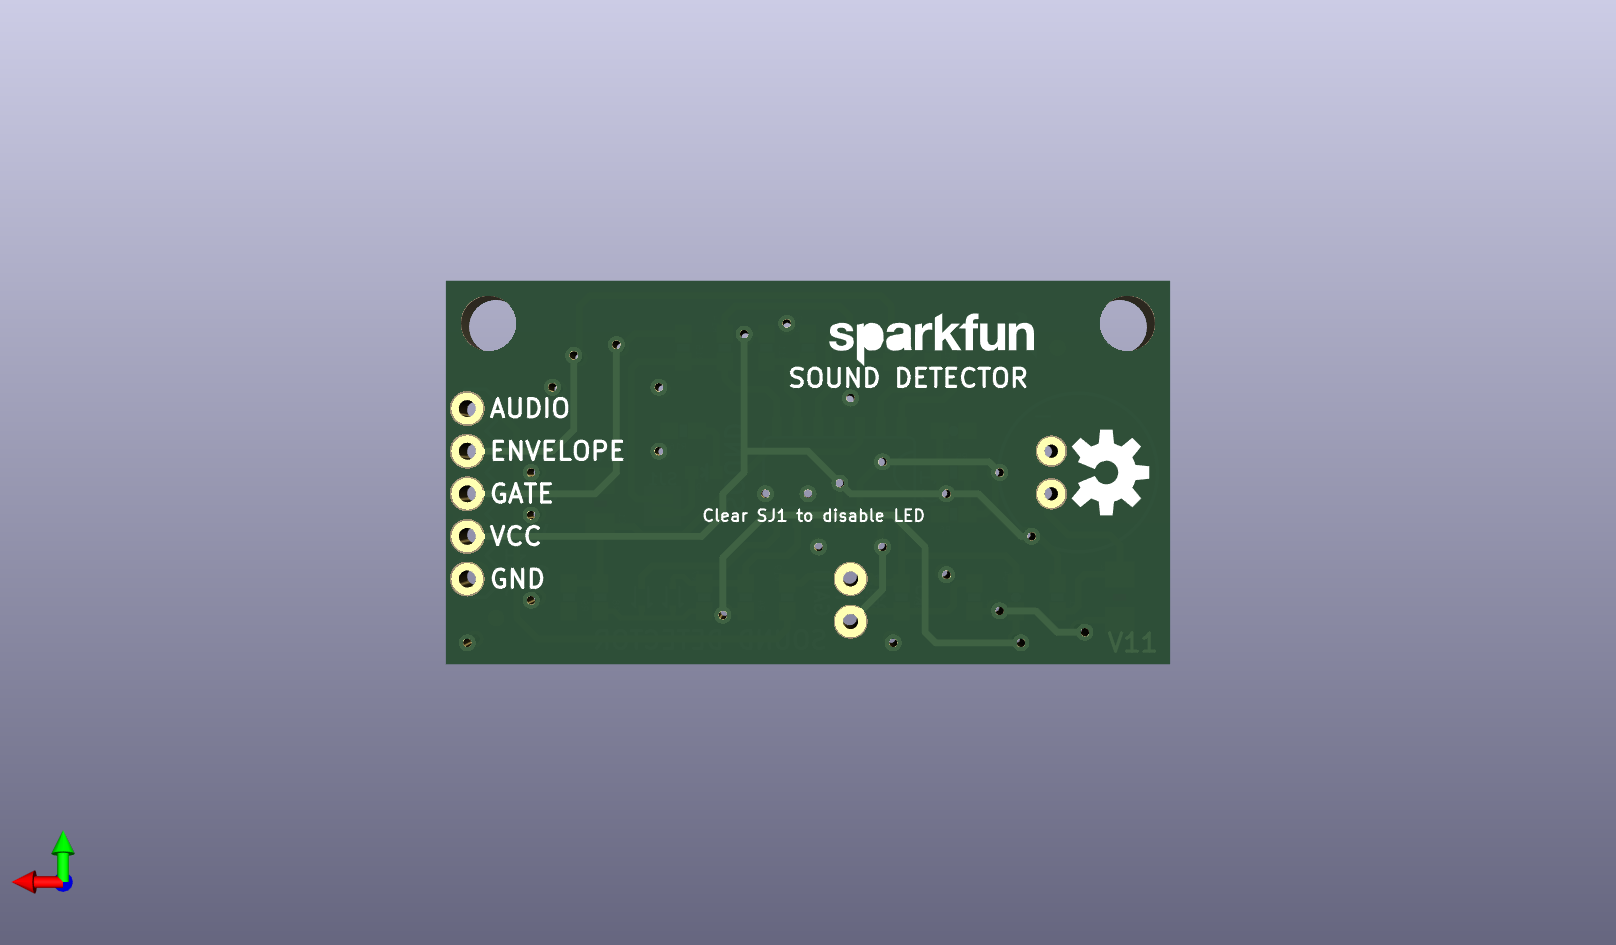 sparkfun
SOUND DETECTOR
AUDIO
ENVELOPE
GATE
VCC
GND
Clear SJ1 to disable LED
V11